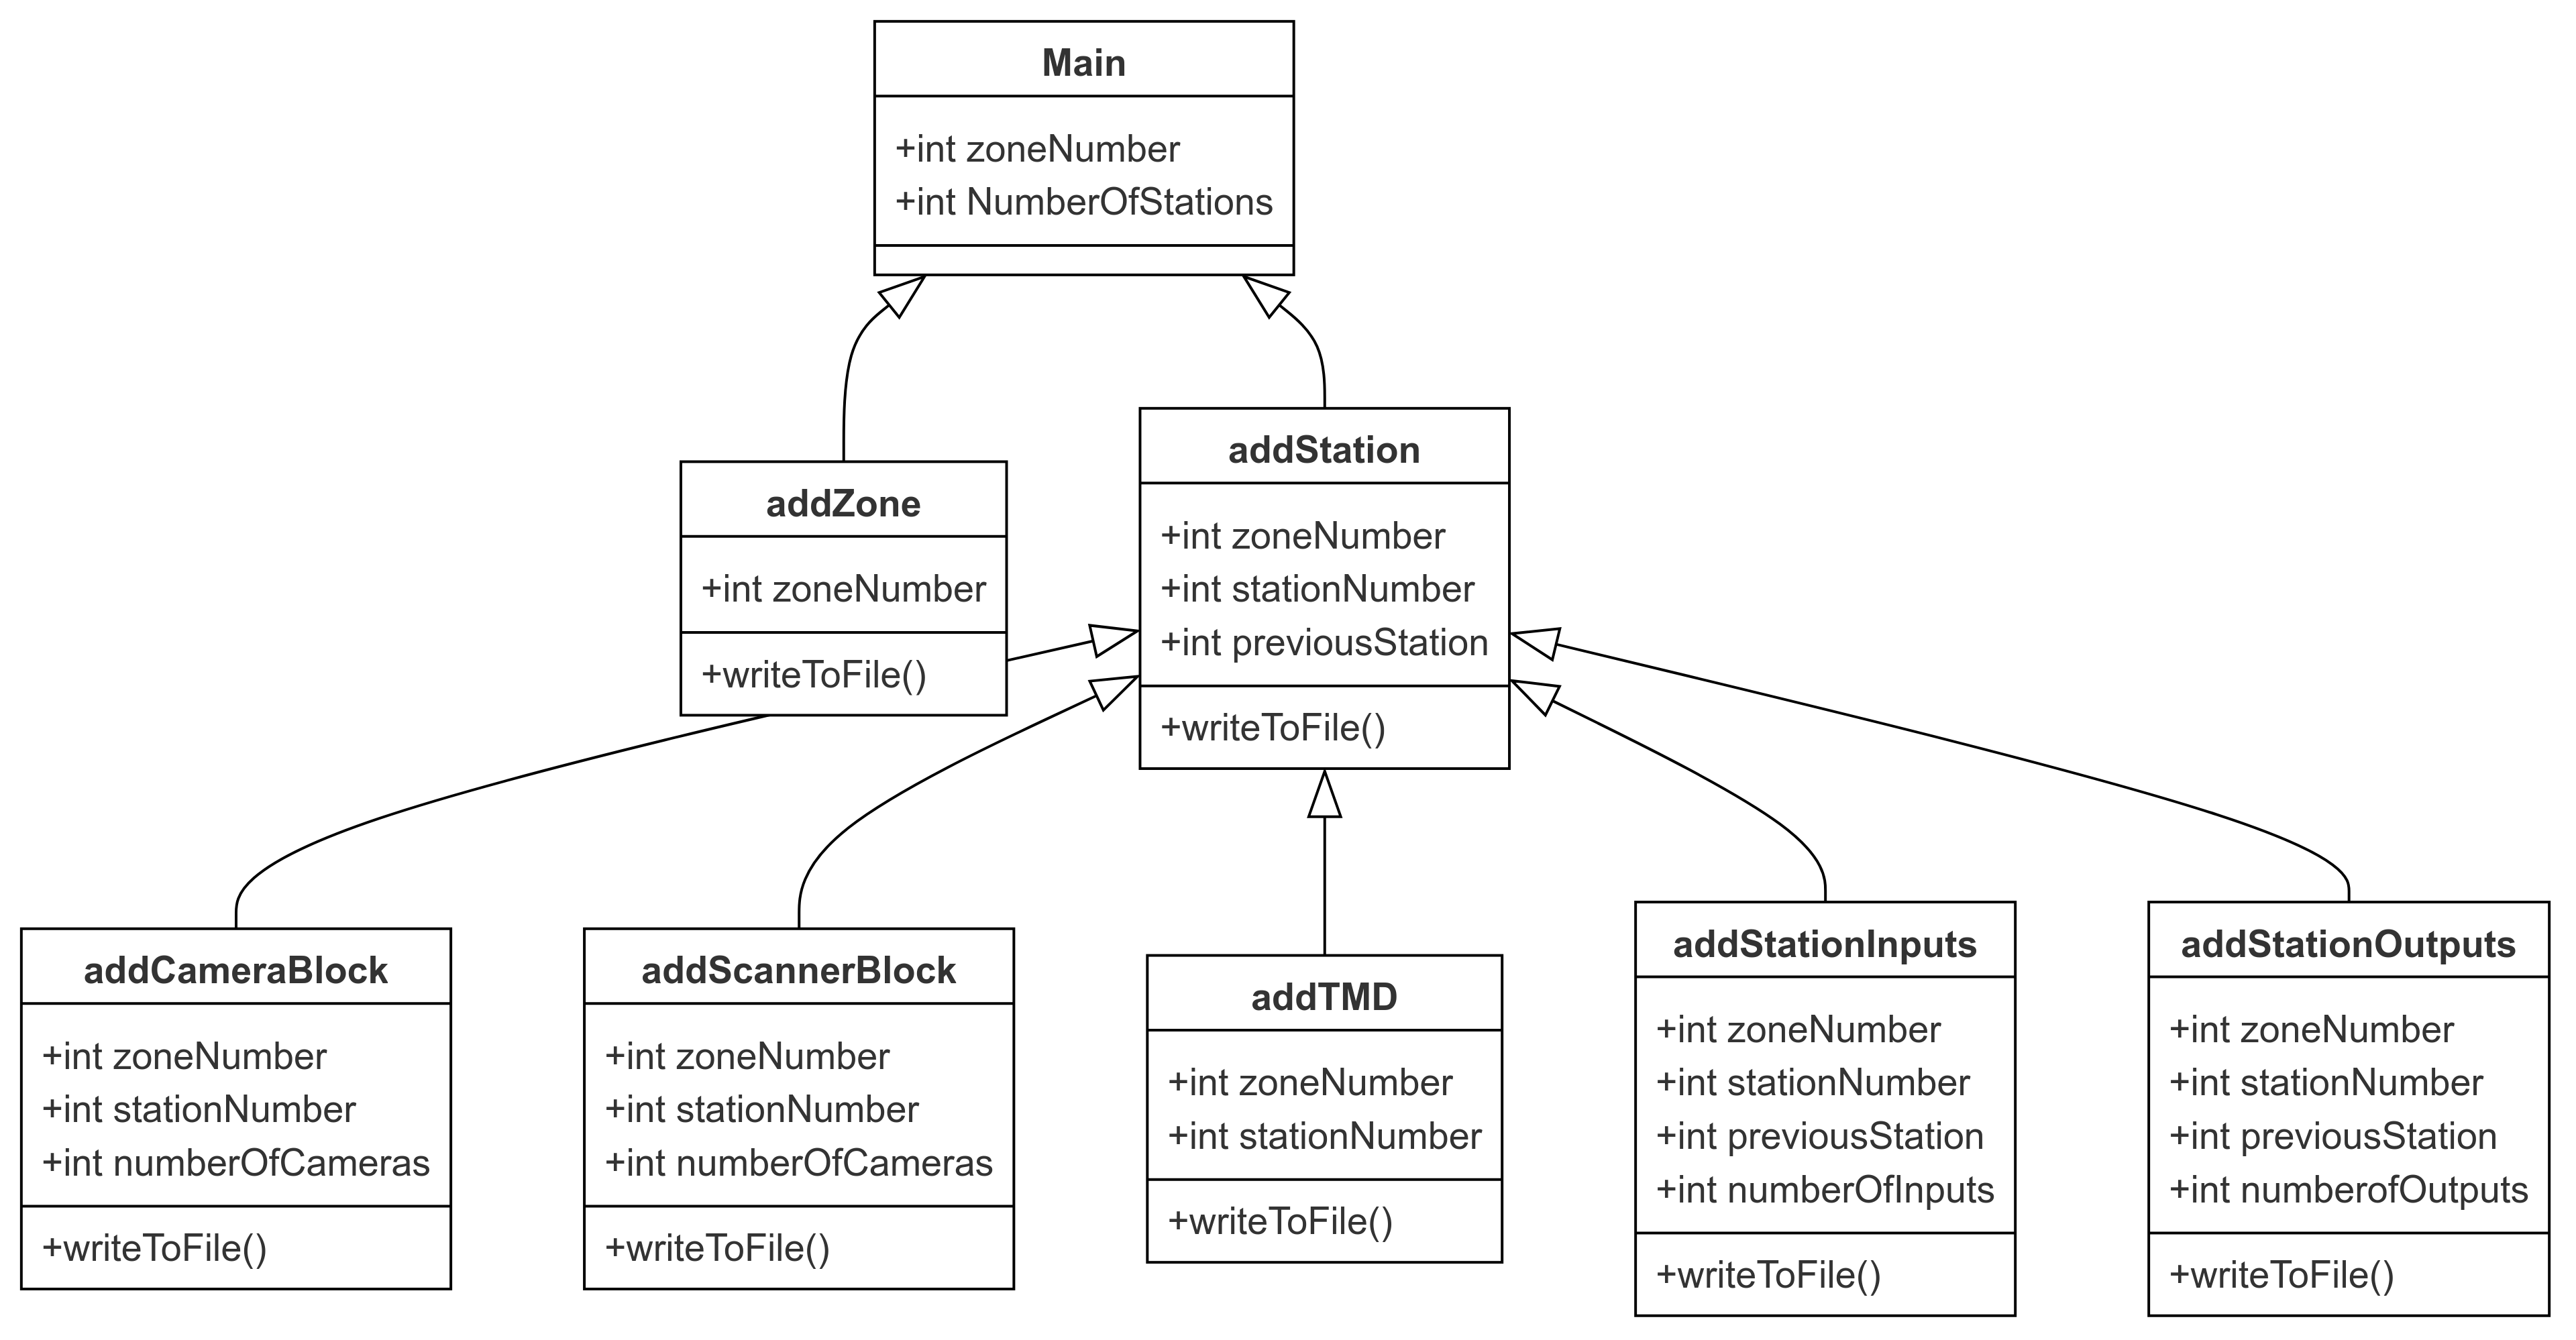 Main
+int zoneNumber
+int NumberOfStations
addZone
+int zoneNumber
+writeToFile()
addStation
+int zoneNumber
+int stationNumber
+int previousStation
+writeToFile()
addCameraBlock
+int zoneNumber
+int stationNumber
+int numberOfCameras
+writeToFile()
addScannerBlock
+int zoneNumber
+int stationNumber
+int numberOfCameras
+writeToFile()
addTMD
+int zoneNumber
+int stationNumber
+writeToFile()
addStationInputs
+int zoneNumber
+int stationNumber
+int previousStation
+int numberOfInputs
+writeToFile()
addStationOutputs
+int zoneNumber
+int stationNumber
+int previousStation
+int numberofOutputs
+writeToFile()